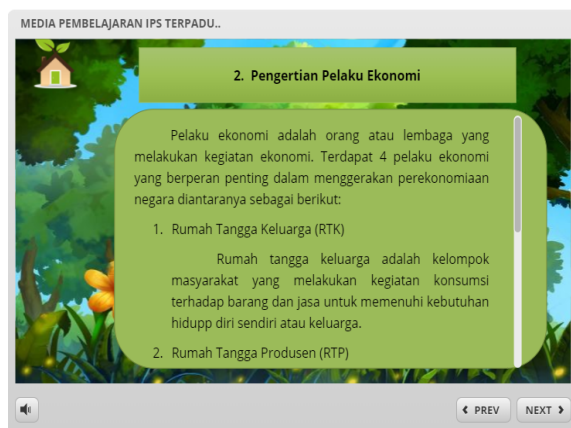 MEDIA PEMBELAJARAN IPS TERPADU..
2. Pengertian Pelaku Ekonomi
Pelaku ekonomi adalah orang atau lembaga yang
melakukan kegiatan ekonomi. Terdapat 4 pelaku ekonomi
yang berperan penting dalam menggerakan perekonomiaan
negara diantaranya sebagai berikut:
1. Rumah Tangga Keluarga (RTK)
Rumah tangga keluarga adalah kelompok
masyarakat yang melakukan kegiatan konsumsi
terhadap barang dan jasa untuk memenuhi kebutuhan
hidupp diri sendiri atau keluarga.
2. Rumah Tangga Produsen (RTP)
PREV NEXT